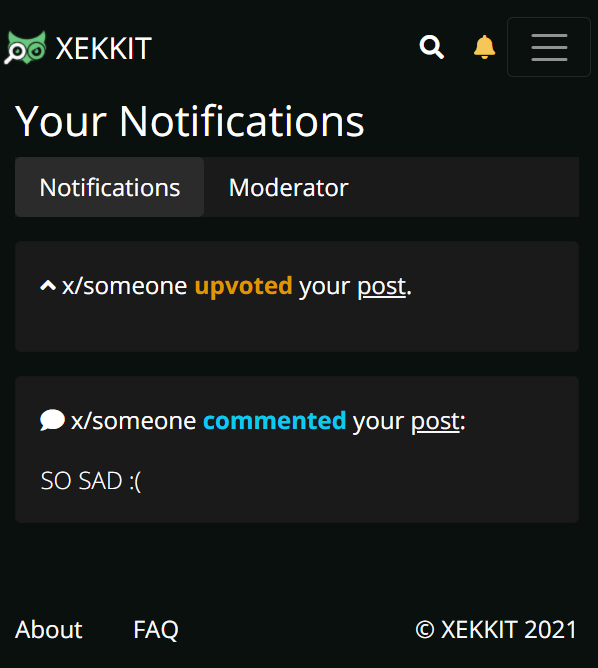 XEKKIT
Your Notifications
Notifications Moderator
x/someone upvoted your post.
x/someone commented your post:
SO SAD :(
About FAQ © XEKKIT 2021